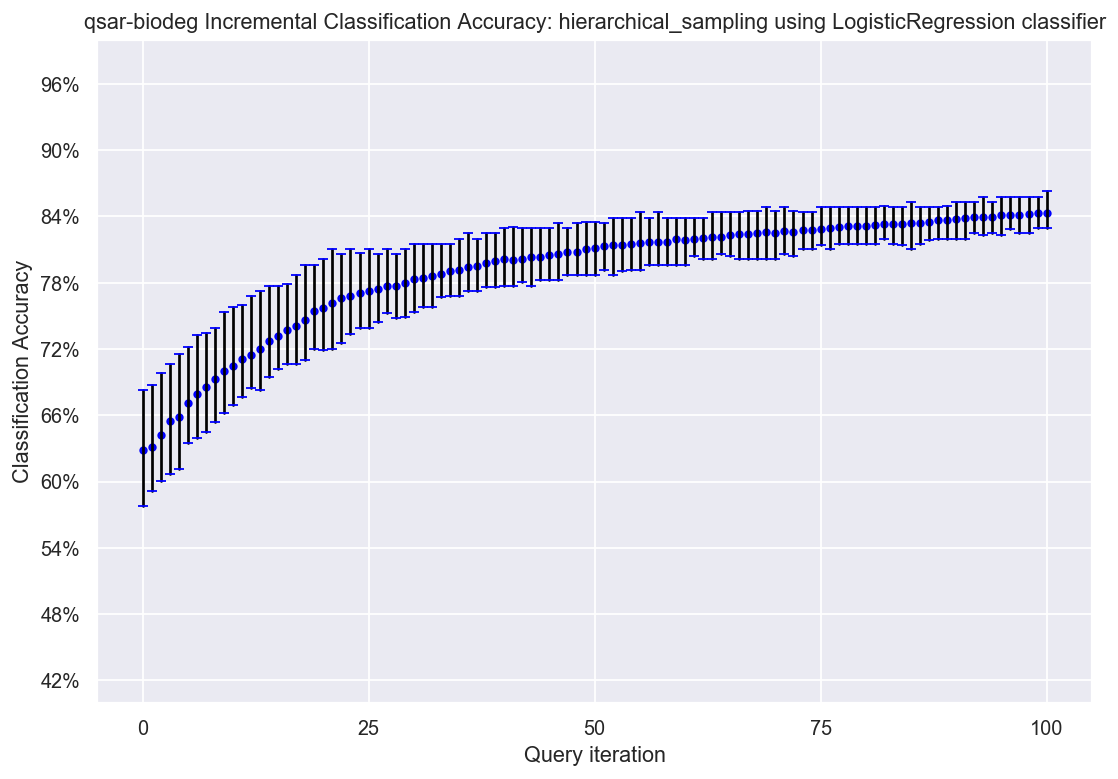 qsar-biodeg Incremental Classification Accuracy: hierarchical_sampling using LogisticRegression classifier
96%
90%
84%
78%
72%
66%
60%
54%
48%
42%
Classification Accuracy
0 25 50 75 100
Query iteration